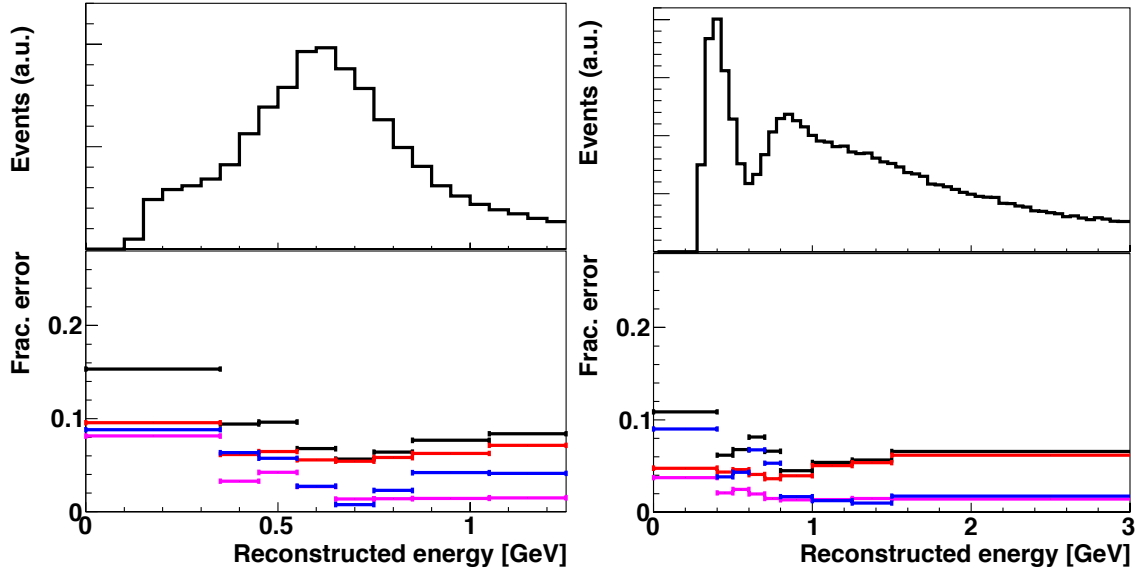 Events (a.u.)
Frac. error
0.2
0.1
0
0
0.5
1
Reconstructed energy [GeV]
Events (a.u.)
Frac. error
0.2
0.1
0
0
1
2
3
Reconstructed energy [GeV]